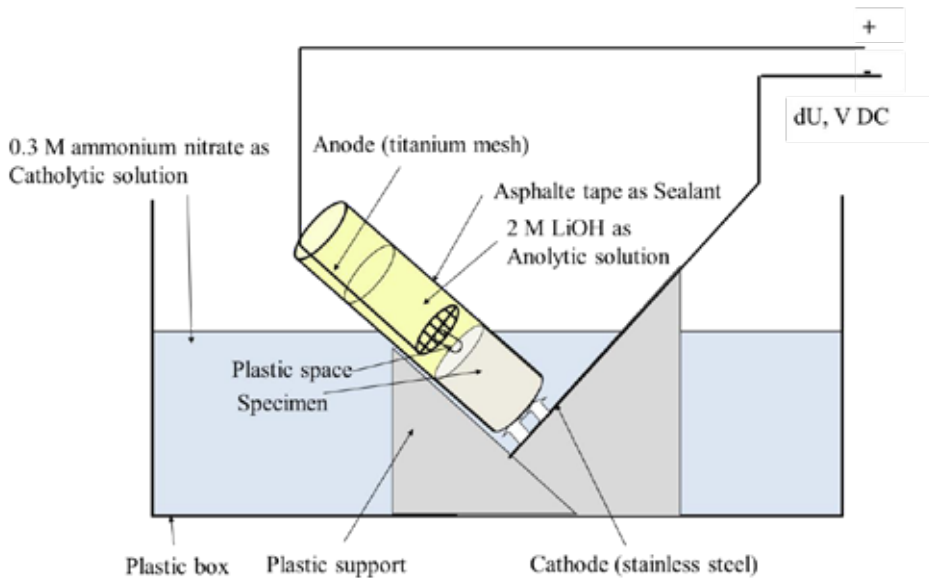 +
-
dU, V DC
0.3 M ammonium nitrate as
Catholytic solution
Anode (titanium mesh)
Asphalte tape as Sealant
2 M LiOH as
Anolytic solution
Plastic space
Specimen
Plastic box
Plastic support
Cathode (stainless steel)